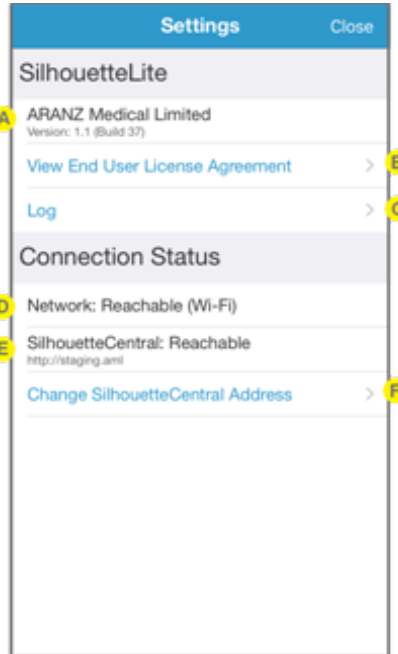 Settings Close
SilhouetteLite
A ARANZ Medical Limited
Version: 1.1 (Build 37)
View End User License Agreement > B
Log > C
Connection Status
D Network: Reachable (Wi-Fi)
E SilhouetteCentral: Reachable
http://staging.aml
Change SilhouetteCentral Address > F